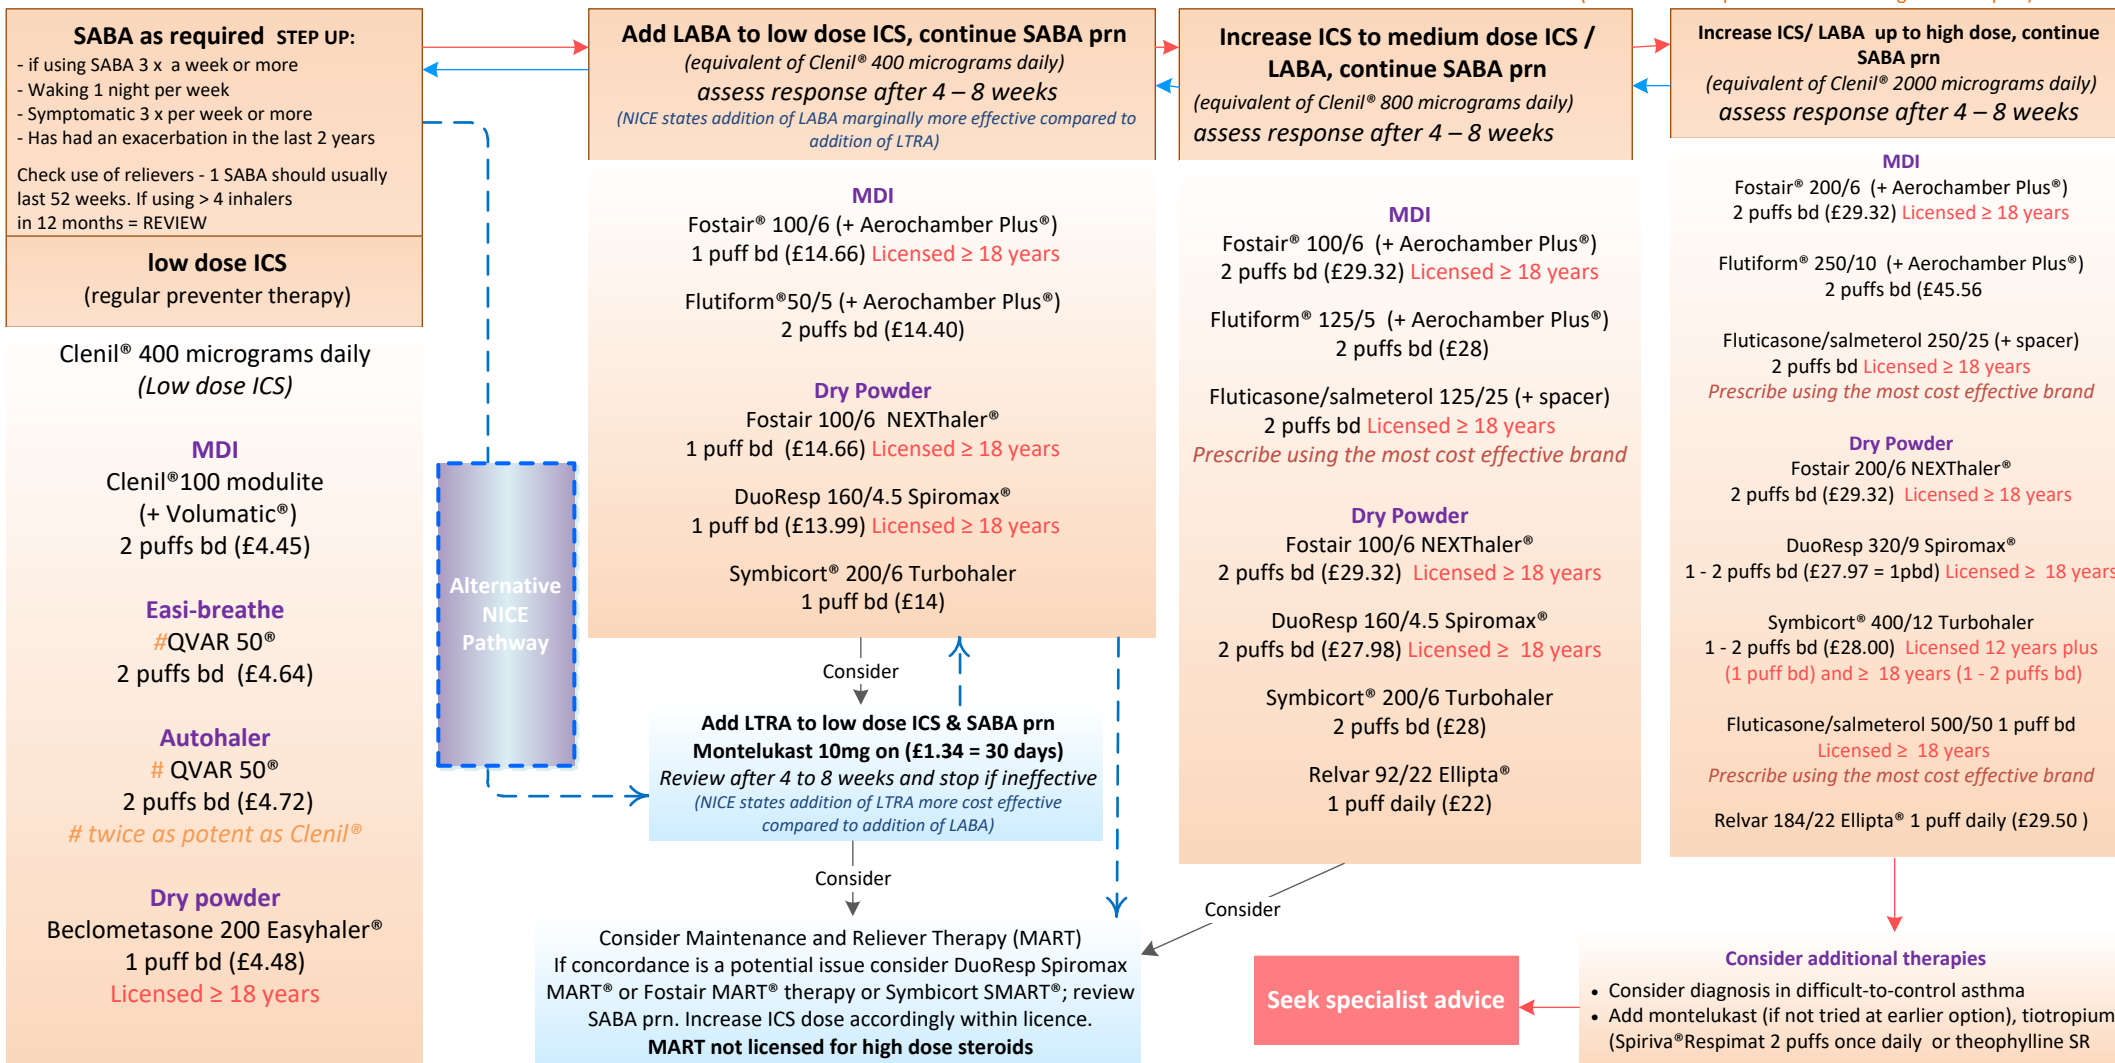 SABA as required STEP UP:
- if using SABA 3 x a week or more
- Waking 1 night per week
- Symptomatic 3 x per week or more
- Has had an exacerbation in the last 2 years
Check use of relievers - 1 SABA should usually
last 52 weeks. If using > 4 inhalers
in 12 months = REVIEW
low dose ICS
(regular preventer therapy)
Clenil® 400 micrograms daily
(Low dose ICS)
MDI
Clenil®100 modulite
(+ Volumatic®)
2 puffs bd (£4.45)
Easi-breathe
#QVAR 50®
2 puffs bd (£4.64)
Autohaler
# QVAR 50®
2 puffs bd (£4.72)
# twice as potent as Clenil®
Dry powder
Beclometasone 200 Easyhaler®
1 puff bd (£4.48)
Licensed ≥ 18 years
Alternative
NICE
Pathway
Add LABA to low dose ICS, continue SABA prn
(equivalent of Clenil® 400 micrograms daily)
assess response after 4 – 8 weeks
(NICE states addition of LABA marginally more effective compared to
addition of LTRA)
MDI
Fostair® 100/6 (+ Aerochamber Plus®)
1 puff bd (£14.66) Licensed ≥ 18 years
Flutiform®50/5 (+ Aerochamber Plus®)
2 puffs bd (£14.40)
Dry Powder
Fostair 100/6 NEXThaler®
1 puff bd (£14.66) Licensed ≥ 18 years
DuoResp 160/4.5 Spiromax®
1 puff bd (£13.99) Licensed ≥ 18 years
Symbicort® 200/6 Turbohaler
1 puff bd (£14)
Consider
Add LTRA to low dose ICS & SABA prn
Montelukast 10mg on (£1.34 = 30 days)
Review after 4 to 8 weeks and stop if ineffective
(NICE states addition of LTRA more cost effective
compared to addition of LABA)
Consider
Consider Maintenance and Reliever Therapy (MART)
If concordance is a potential issue consider DuoResp Spiromax
MART® or Fostair MART® therapy or Symbicort SMART®; review
SABA prn. Increase ICS dose accordingly within licence.
MART not licensed for high dose steroids
Increase ICS to medium dose ICS /
LABA, continue SABA prn
(equivalent of Clenil® 800 micrograms daily)
assess response after 4 – 8 weeks
MDI
Fostair® 100/6 (+ Aerochamber Plus®)
2 puffs bd (£29.32) Licensed ≥ 18 years
Flutiform® 125/5 (+ Aerochamber Plus®)
2 puffs bd (£28)
Fluticasone/salmeterol 125/25 (+ spacer)
2 puffs bd Licensed ≥ 18 years
Prescribe using the most cost effective brand
Dry Powder
Fostair 100/6 NEXThaler®
2 puffs bd (£29.32) Licensed ≥ 18 years
DuoResp 160/4.5 Spiromax®
2 puffs bd (£27.98) Licensed ≥ 18 years
Symbicort® 200/6 Turbohaler
2 puffs bd (£28)
Relvar 92/22 Ellipta®
1 puff daily (£22)
Consider
Increase ICS/ LABA up to high dose, continue
SABA prn
(equivalent of Clenil® 2000 micrograms daily)
assess response after 4 – 8 weeks
MDI
Fostair® 200/6 (+ Aerochamber Plus®)
2 puffs bd (£29.32) Licensed ≥ 18 years
Flutiform® 250/10 (+ Aerochamber Plus®)
2 puffs bd (£45.56
Fluticasone/salmeterol 250/25 (+ spacer)
2 puffs bd Licensed ≥ 18 years
Prescribe using the most cost effective brand
Dry Powder
Fostair 200/6 NEXThaler®
2 puffs bd (£29.32) Licensed ≥ 18 years
DuoResp 320/9 Spiromax®
1 - 2 puffs bd (£27.97 = 1pbd) Licensed ≥ 18 years
Symbicort® 400/12 Turbohaler
1 - 2 puffs bd (£28.00) Licensed 12 years plus
(1 puff bd) and ≥ 18 years (1 - 2 puffs bd)
Fluticasone/salmeterol 500/50 1 puff bd
Licensed ≥ 18 years
Prescribe using the most cost effective brand
Relvar 184/22 Ellipta® 1 puff daily (£29.50 )
Consider additional therapies
• Consider diagnosis in difficult-to-control asthma
• Add montelukast (if not tried at earlier option), tiotropium
(Spiriva®Respimat 2 puffs once daily or theophylline SR
Seek specialist advice